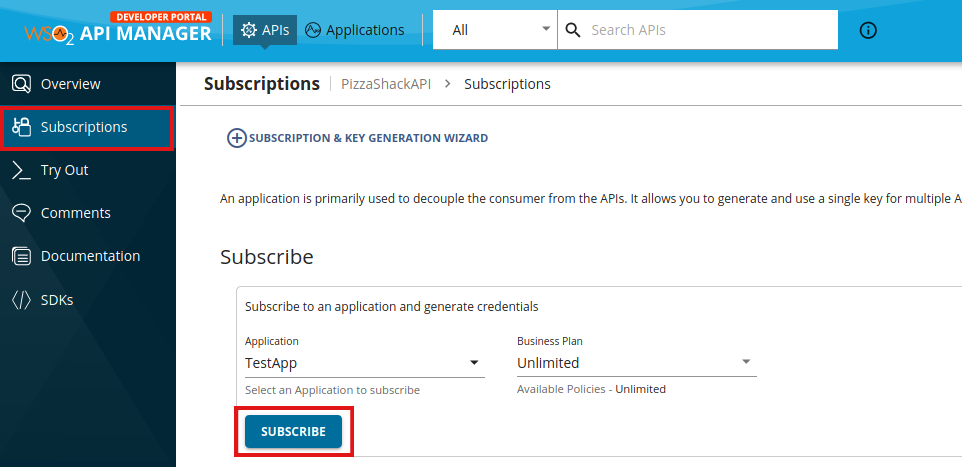 DEVELOPER PORTAL
WSO2 API MANAGER
APIs
Applications
All
Search APIs
Overview
Subscriptions
Try Out
Comments
Documentation
SDKs
Subscriptions
PizzaShackAPI > Subscriptions
SUBSCRIPTION & KEY GENERATION WIZARD
An application is primarily used to decouple the consumer from the APIs. It allows you to generate and use a single key for multiple A
Subscribe
Subscribe to an application and generate credentials
Application
TestApp
Select an Application to subscribe
Business Plan
Unlimited
Available Policies - Unlimited
SUBSCRIBE